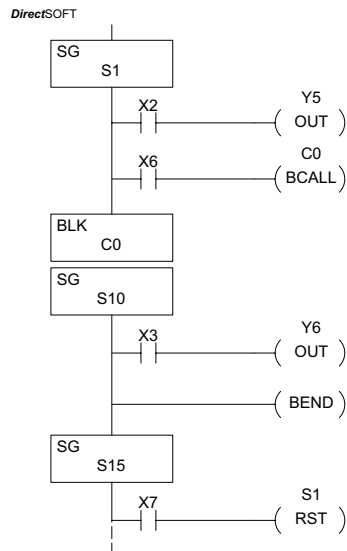 DirectSOFT
SG
S1
X2
Y5
OUT
X6
C0
BCALL
BLK
C0
SG
S10
X3
Y6
OUT
BEND
SG
S15
X7
S1
RST